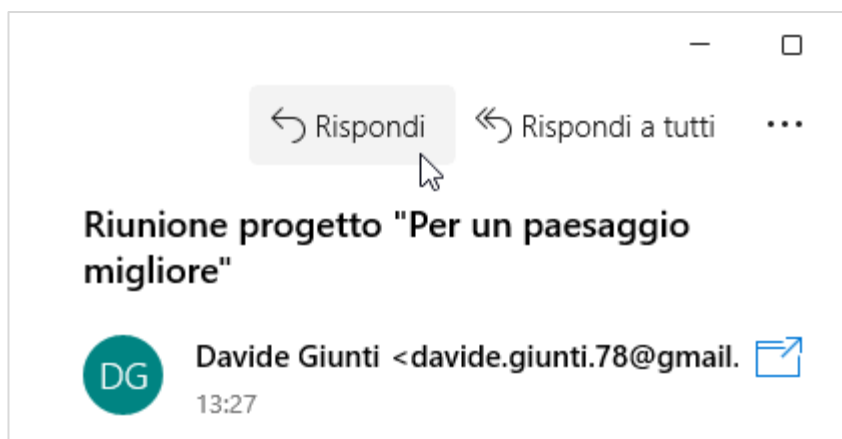 Rispondi Rispondi a tutti
Riunione progetto "Per un paesaggio
migliore"
DG
Davide Giunti <davide.giunti.78@gmail.
13:27